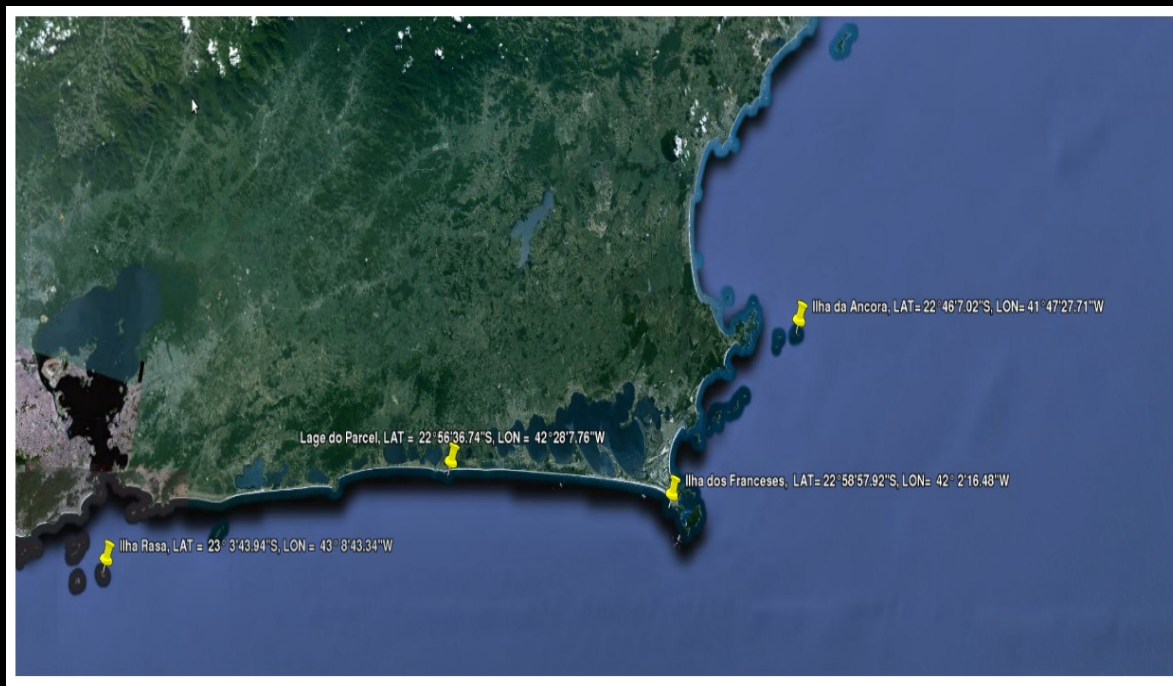 Ilha da Ancora, LAT= 22°46'7.02"S, LON= 41°47'27.71"W
Lage do Parcel, LAT = 22°56'36.74"S, LON = 42°28'7.76"W
Ilha dos Franceses, LAT= 22°58'57.92"S, LON= 42° 2'16.48"W
Ilha Rasa, LAT = 23° 3'43.94"S, LON = 43° 8'43.34"W